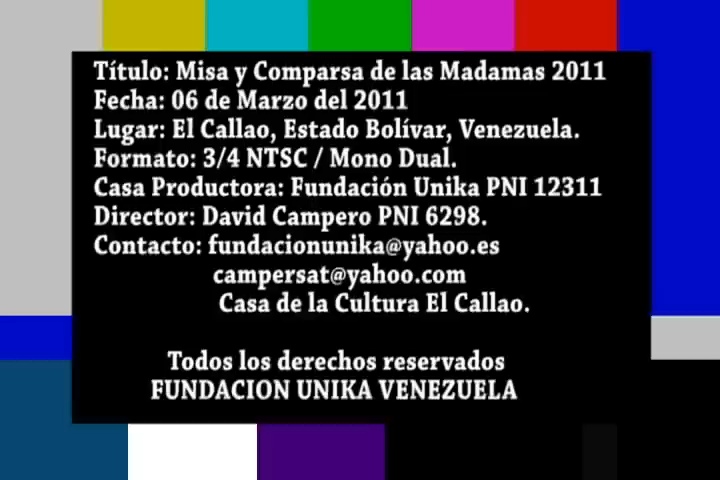 Título: Misa y Comparsa de las Madamas 2011
Fecha: 06 de Marzo del 2011
Lugar: El Callao, Estado Bolívar, Venezuela.
Formato: 3/4 NTSC / Mono Dual.
Casa Productora: Fundación Unika PNI 12311
Director: David Campero PNI 6298.
Contacto: fundacionunika@yahoo.es
campersat@yahoo.com
Casa de la Cultura El Callao.
Todos los derechos reservados
FUNDACION UNIKA VENEZUELA